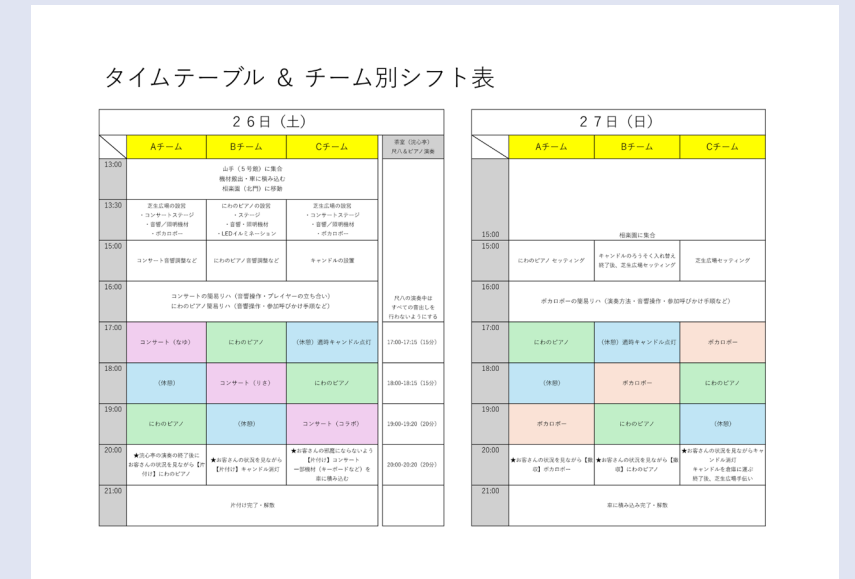 タイムテーブル & チーム別シフト表
26日（土）
Aチーム
Bチーム
Cチーム
茶室（浣心亭）
尺八&ピアノ演奏
13:00
山手（５号館）に集合
機材搬出・車に積み込む
相楽園（北門）に移動
13:30
芝生広場の設営
・コンサートステージ
・音響／照明機材
・ボカロボー
にわのピアノの設営
・ステージ
・音響・照明機材
・LEDイルミネーション
芝生広場の設営
・コンサートステージ
・音響／照明機材
・ボカロボー
15:00
コンサート音響調整など
にわのピアノ音響調整など
キャンドルの設置
16:00
コンサートの簡易リハ（音響操作・プレイヤーの立ち合い）
にわのピアノ簡易リハ（音響操作・参加呼びかけ手順など）
尺八の演奏中は
すべての音出しを
行わないようにする
17:00
コンサート（なゆ）
にわのピアノ
（休憩）適時キャンドル点灯
17:00-17:15（15分）
18:00
（休憩）
コンサート（りさ）
にわのピアノ
18:00-18:15（15分）
19:00
にわのピアノ
（休憩）
コンサート（コラボ）
19:00-19:20（20分）
20:00
★浣心亭の演奏の終了後に
お客さんの状況を見ながら【片
付け】にわのピアノ
★お客さんの状況を見ながら
【片付け】キャンドル消灯
★お客さんの邪魔にならないよう
【片付け】コンサート
一部機材（キーボードなど）を
車に積み込む
20:00-20:20（20分）
21:00
片付け完了・解散
27日（日）
Aチーム
Bチーム
Cチーム
15:00
相楽園に集合
15:00
にわのピアノ セッティング
キャンドルのろうそく入れ替え
終了後、芝生広場セッティング
芝生広場セッティング
16:00
ボカロボーの簡易リハ（演奏方法・音響操作・参加呼びかけ手順など）
17:00
にわのピアノ
（休憩）適時キャンドル点灯
ボカロボー
18:00
（休憩）
ボカロボー
にわのピアノ
19:00
ボカロボー
にわのピアノ
（休憩）
20:00
★お客さんの状況を見ながら【撤
収】ボカロボー
★お客さんの状況を見ながら【撤
収】にわのピアノ
★お客さんの状況を見ながらキャ
ンドル消灯
キャンドルを倉庫に運ぶ
終了後、芝生広場手伝い
21:00
車に積み込み完了・解散